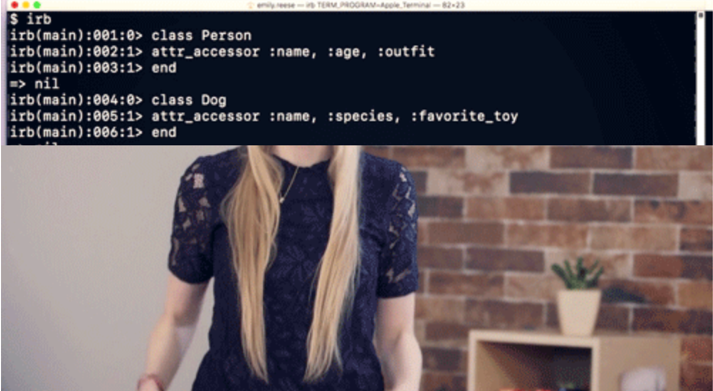 emily.reese — irb TERM_PROGRAM=Apple_Terminal — 82×23
$ irb
irb(main):001:0> class Person
irb(main):002:1> attr_accessor :name, :age, :outfit
irb(main):003:1> end
=> nil
irb(main):004:0> class Dog
irb(main):005:1> attr_accessor :name, :species, :favorite_toy
irb(main):006:1> end